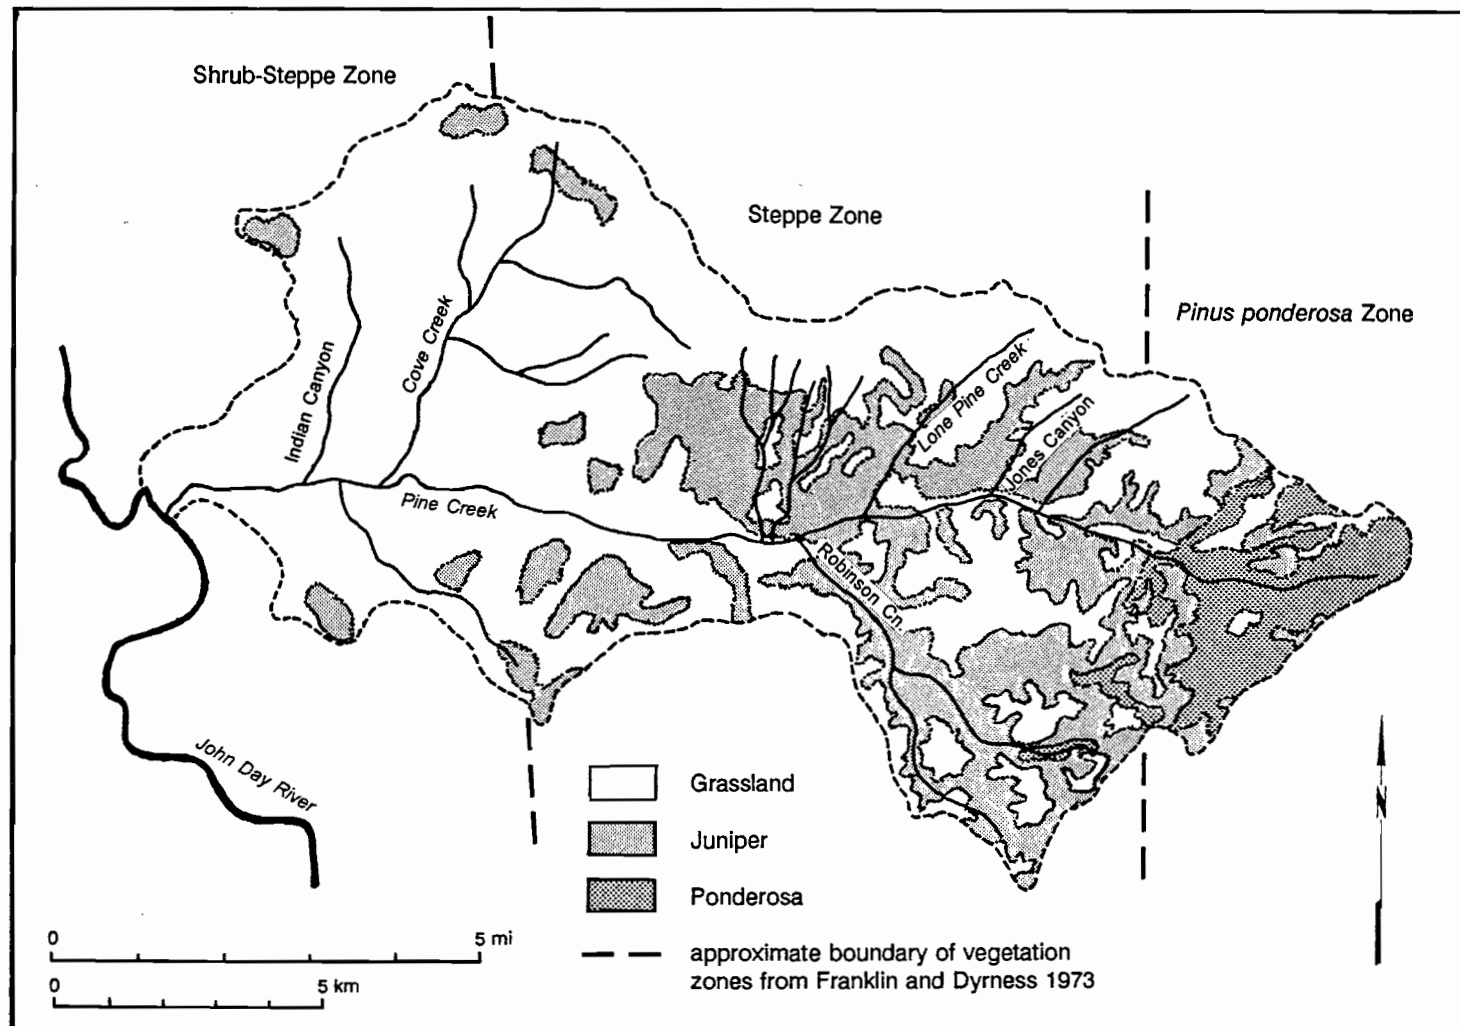 Shrub-Steppe Zone
Steppe Zone
Pinus ponderosa Zone
Indian Canyon
Cove Creek
Lone Pine Creek
Jones Canyon
Pine Creek
Robinson Cn.
John Day River
Grassland
Juniper
Ponderosa
approximate boundary of vegetation
zones from Franklin and Dyrness 1973
0 5 mi
0 5 km
N